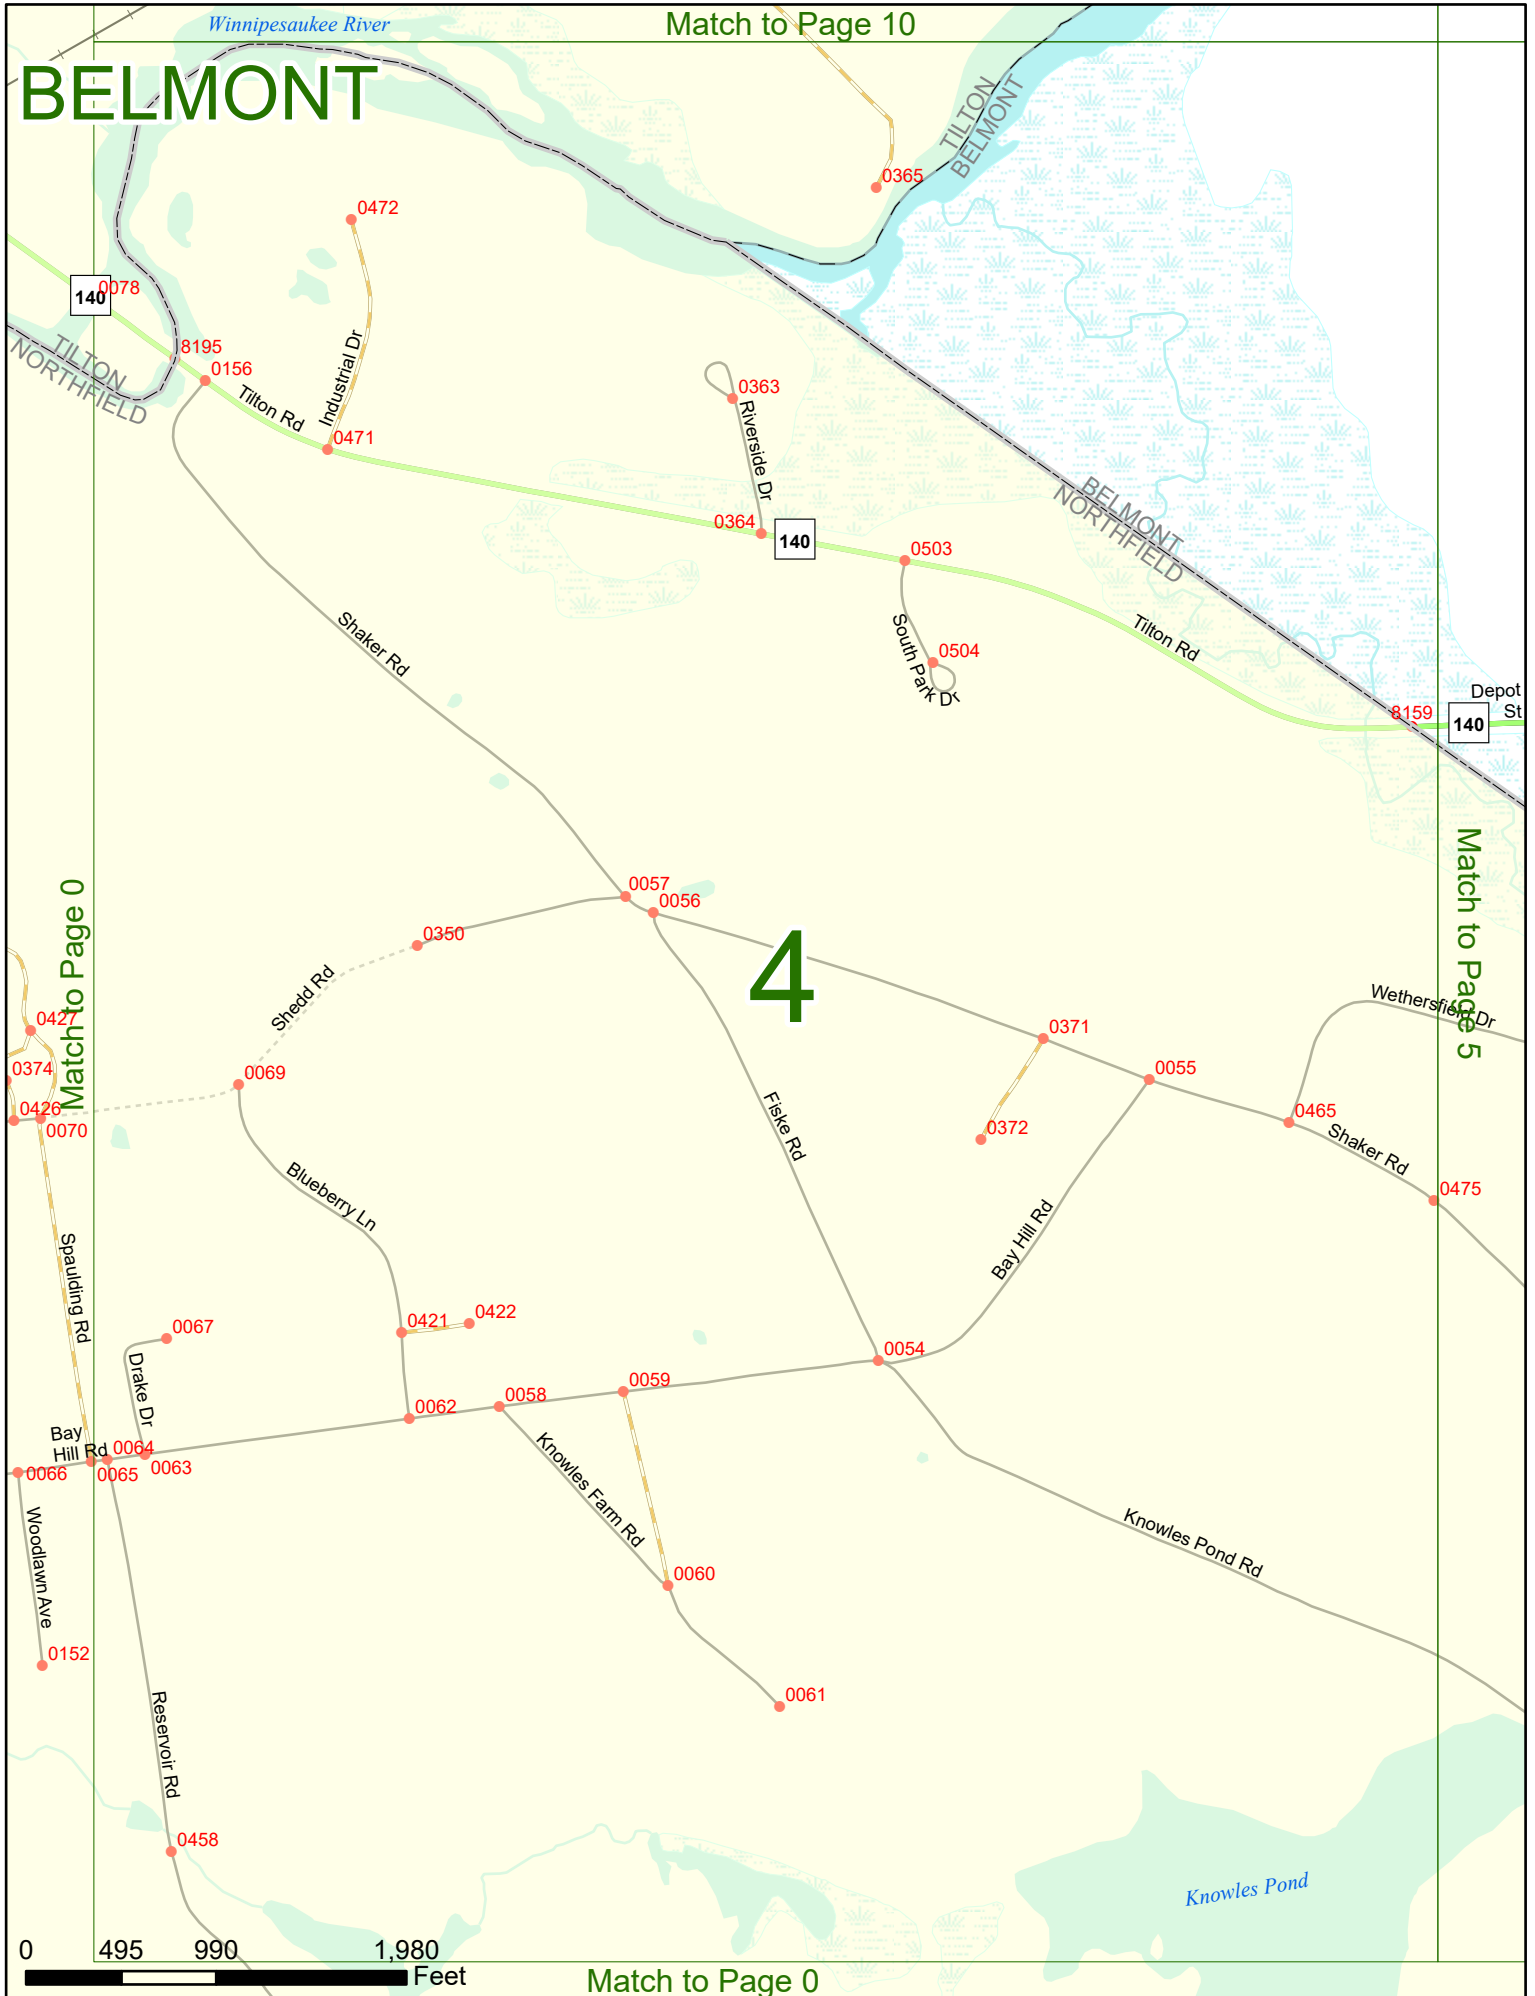 Winnipesaukee River
Match to Page 10
BELMONT
TILTON
BELMONT
0365
0472
140
0078
TILTON
NORTHFIELD
8195
0156
Tilton Rd
Industrial Dr
0471
0363
Riverside Dr
0364
140
0503
BELMONT
NORTHFIELD
South Park Dr
0504
Tilton Rd
Shaker Rd
8159
140
Depot
St
Match to Page 0
Match to Page 5
0057
0056
0350
4
Shedd Rd
0427
0374
0426
0070
0069
0371
0372
0055
Wethersfield Dr
0465
Shaker Rd
0475
Fiske Rd
Bay Hill Rd
Blueberry Ln
Spaulding Rd
0067
Drake Dr
0421
0422
0054
0059
0058
0062
Bay
Hill Rd
0064
0063
0065
0066
Woodlawn Ave
Knowles Farm Rd
0060
Knowles Pond Rd
0152
0061
Reservoir Rd
0458
Knowles Pond
0 495 990 1,980
Feet
Match to Page 0